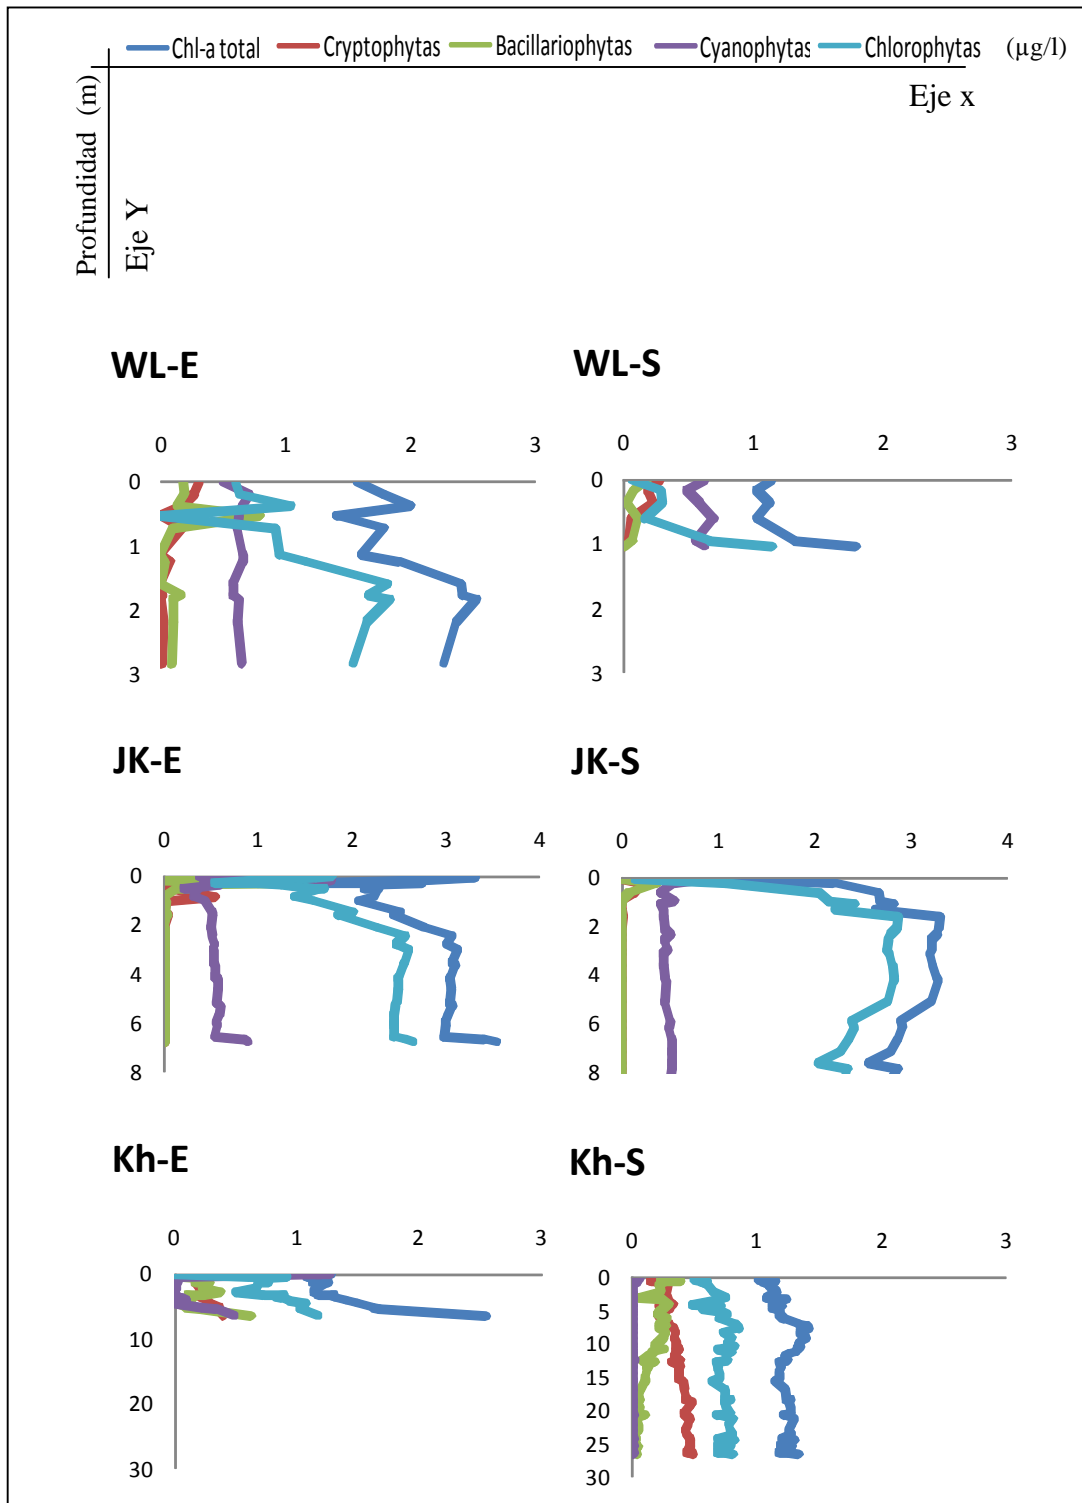 Chl-a total Cryptophytas Bacillariophytas Cyanophytas Chlorophytas (µg/l)
Eje x
Profundidad (m)
Eje Y
WL-E WL-S
0 1 2 3 0 1 2 3
0 0
1 1
2 2
3 3
JK-E JK-S
0 1 2 3 4 0 1 2 3 4
0 0
2 2
4 4
6 6
8 8
Kh-E Kh-S
0 1 2 3 0 1 2 3
0 0
5
10 10
15
20 20
25
30 30